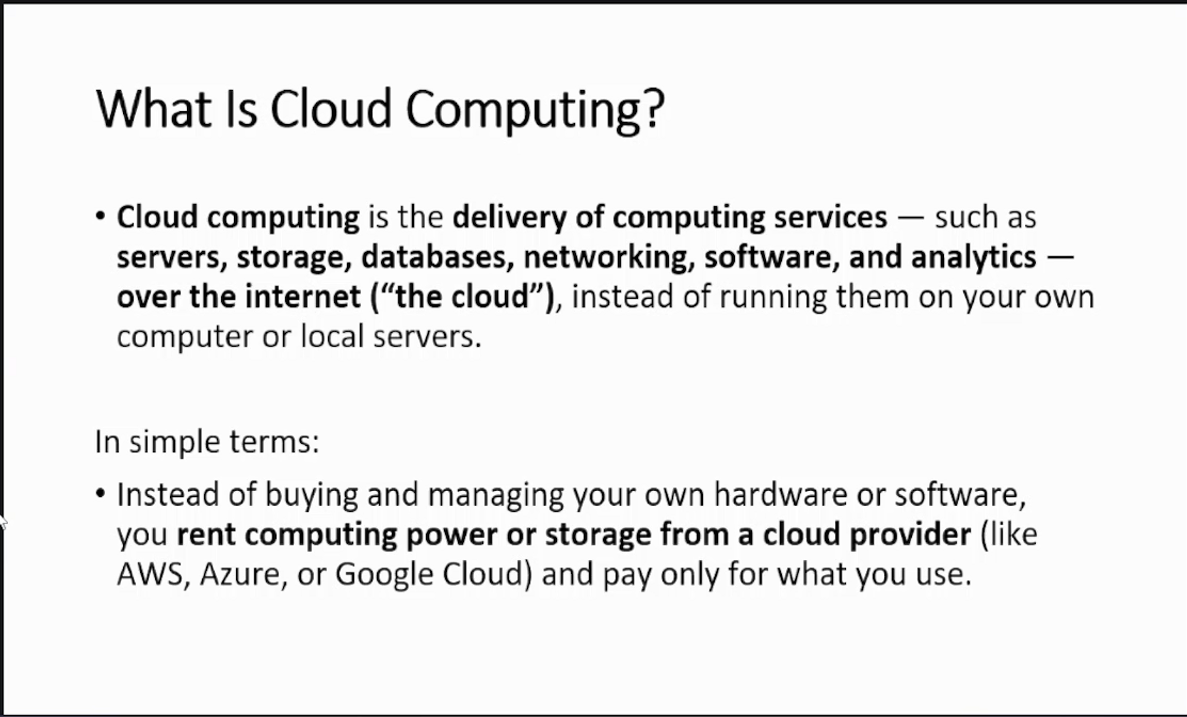 What Is Cloud Computing?
• Cloud computing is the delivery of computing services — such as
servers, storage, databases, networking, software, and analytics —
over the internet (“the cloud”), instead of running them on your own
computer or local servers.
In simple terms:
• Instead of buying and managing your own hardware or software,
you rent computing power or storage from a cloud provider (like
AWS, Azure, or Google Cloud) and pay only for what you use.